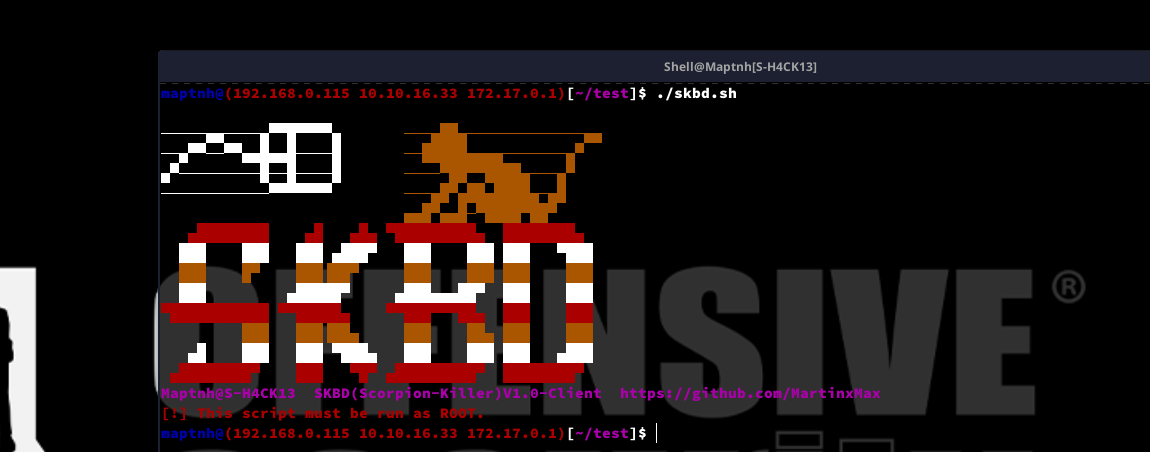 Shell@Maptnh[S-H4CK13]
maptnh@(192.168.0.115 10.10.16.33 172.17.0.1)[~/test]$ ./skbd.sh
SKBD
OFFENSIVE®
Maptnh@S-H4CK13 SKBD(Scorpion-Killer)V1.0-Client https://github.com/MartinxMax
[!] This script must be run as ROOT.
maptnh@(192.168.0.115 10.10.16.33 172.17.0.1)[~/test]$